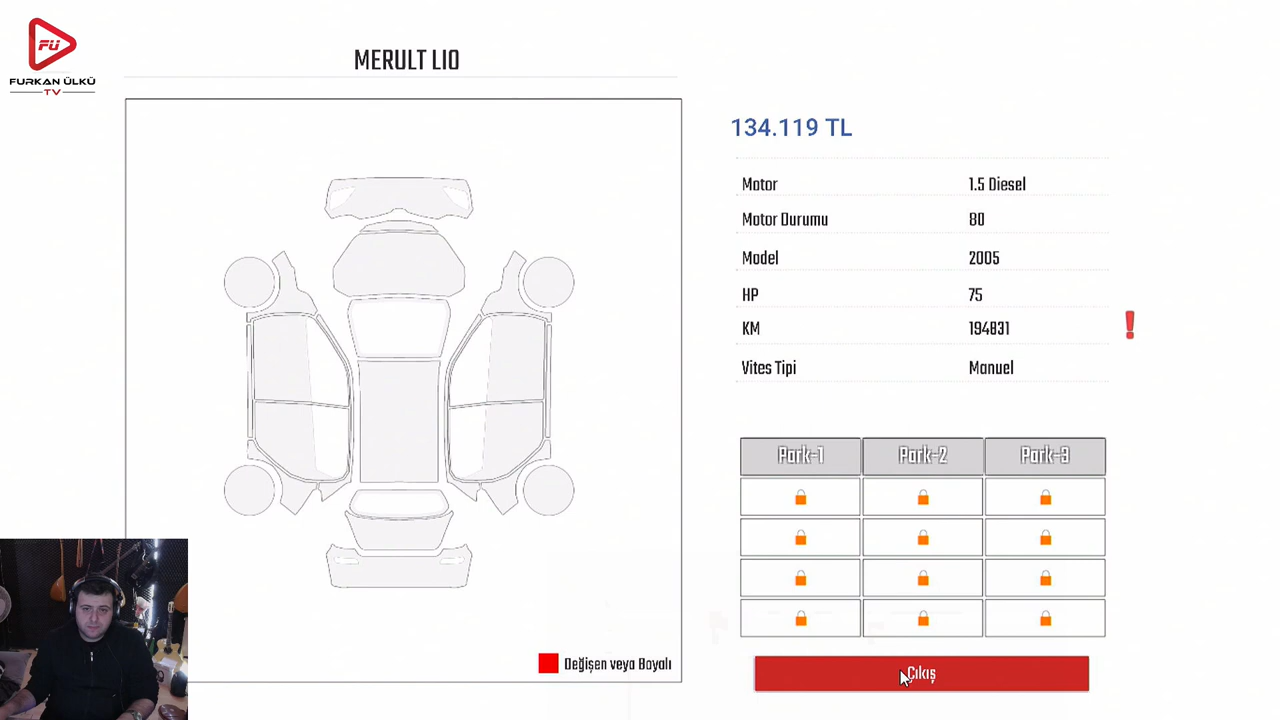 FU
FURKAN ÜLKÜ
TV
MERULT LIO
134.119 TL
Motor 1.5 Diesel
Motor Durumu 80
Model 2005
HP 75
KM 194831
Vites Tipi Manuel
Park-1 Park-2 Park-3
Değişen veya Boyalı
Çıkış